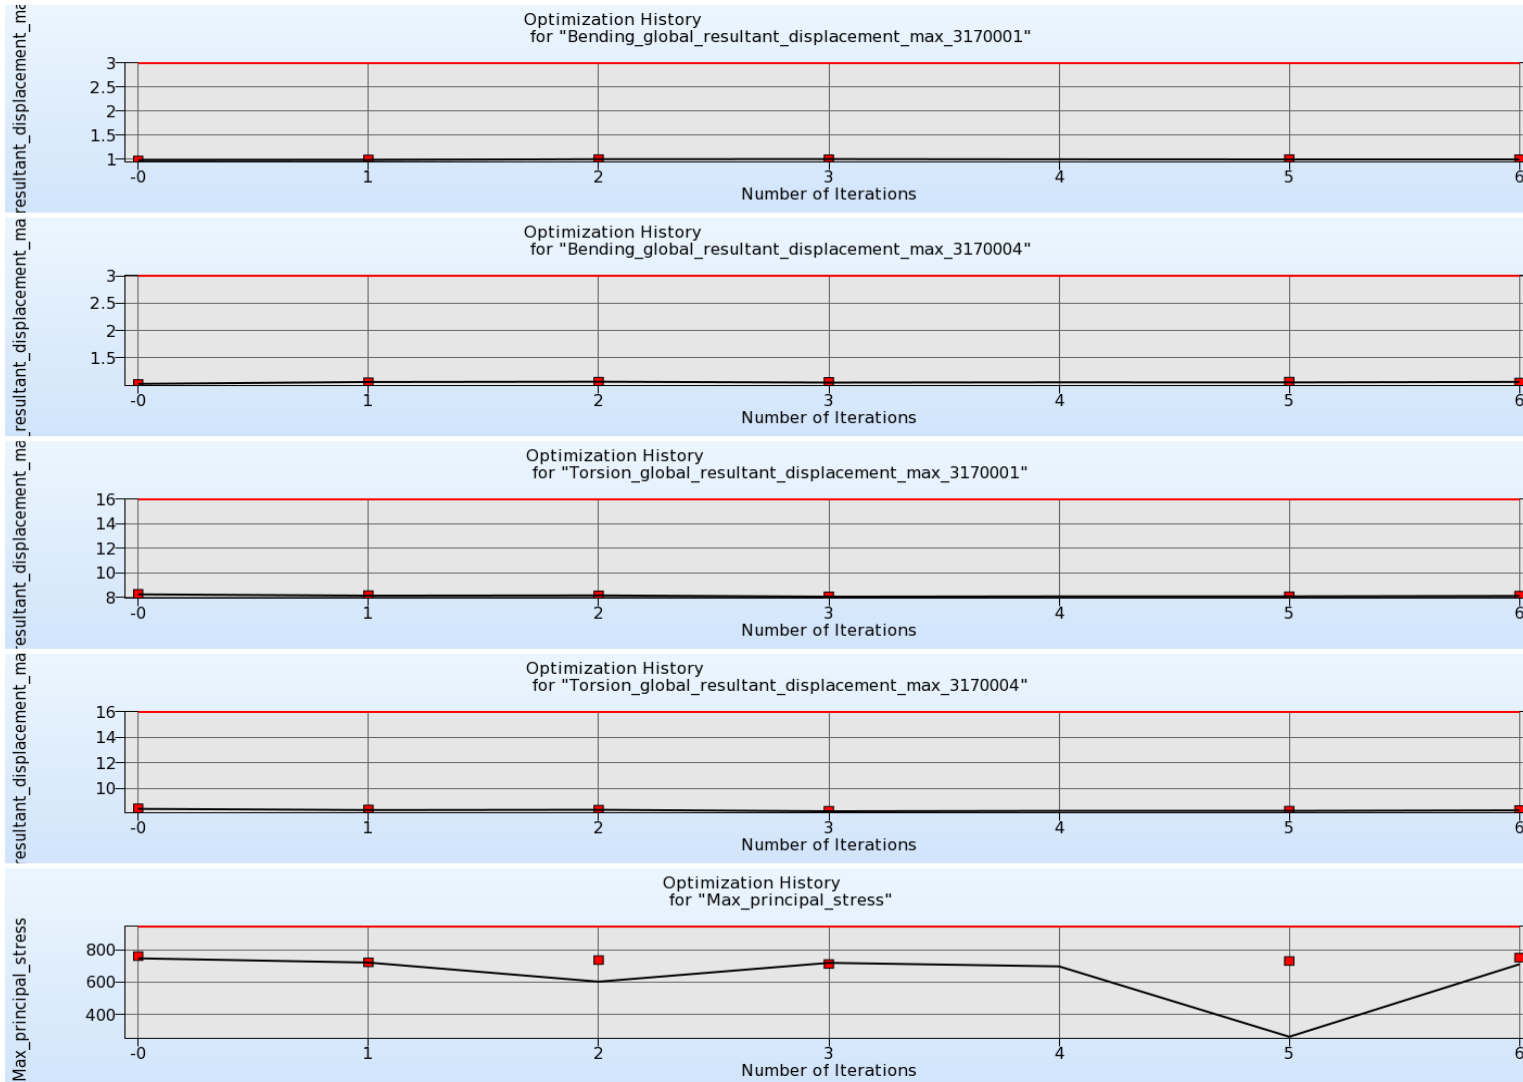 Optimization History
for "Bending_global_resultant_displacement_max_3170001"
resultant_displacement_ma
3
2.5
2
1.5
1
-0 1 2 3 4 5 6
Number of Iterations
Optimization History
for "Bending_global_resultant_displacement_max_3170004"
_resultant_displacement_ma
3
2.5
2
1.5
-0 1 2 3 4 5 6
Number of Iterations
Optimization History
for "Torsion_global_resultant_displacement_max_3170001"
resultant_displacement_ma
16
14
12
10
8
-0 1 2 3 4 5 6
Number of Iterations
Optimization History
for "Torsion_global_resultant_displacement_max_3170004"
resultant_displacement_ma
16
14
12
10
-0 1 2 3 4 5 6
Number of Iterations
Optimization History
for "Max_principal_stress"
Max_principal_stress
800
600
400
-0 1 2 3 4 5 6
Number of Iterations